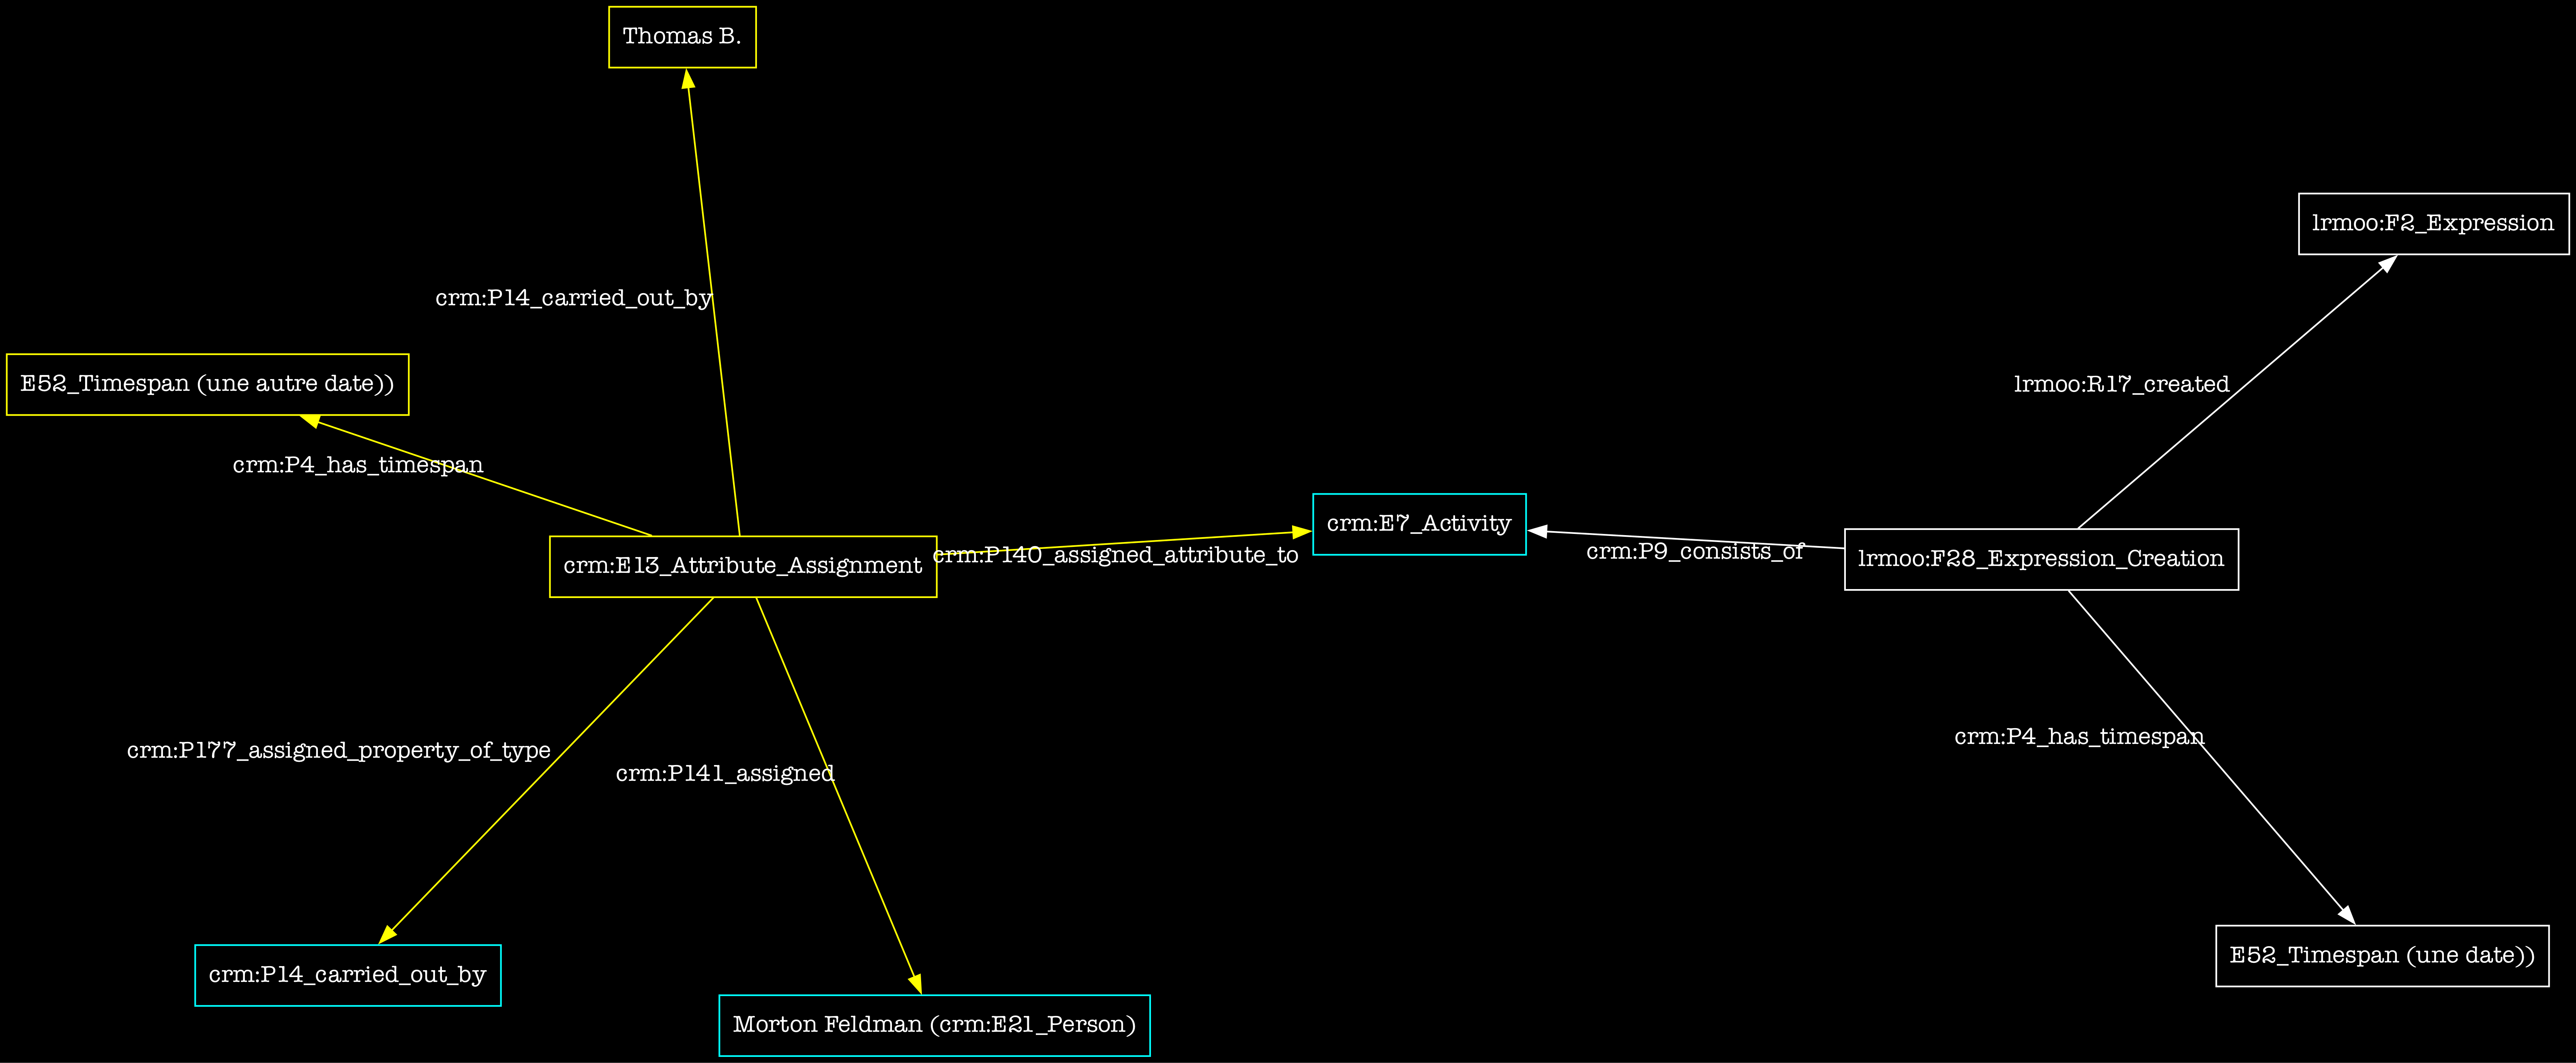 Thomas B.
lrmoo:F2_Expression
crm:P14_carried_out_by
E52_Timespan (une autre date))
lrmoo:R17_created
crm:P4_has_timespan
crm:E7_Activity
crm:E13_Attribute_Assignment
crm:P140_assigned_attribute_to
crm:P9_consists_of
lrmoo:F28_Expression_Creation
crm:P177_assigned_property_of_type
crm:P141_assigned
crm:P4_has_timespan
crm:P14_carried_out_by
E52_Timespan (une date))
Morton Feldman (crm:E21_Person)